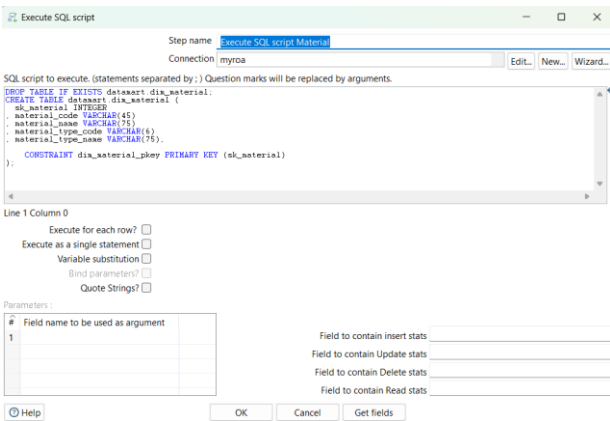 Execute SQL script
Step name Execute SQL script Material
Connection myroa Edit... New... Wizard...
SQL script to execute. (statements separated by ; ) Question marks will be replaced by arguments.
DROP TABLE IF EXISTS datamart.dim_material;
CREATE TABLE datamart.dim_material (
sk_material INTEGER
, material_code VARCHAR(45)
, material_name VARCHAR(75)
, material_type_code VARCHAR(6)
, material_type_name VARCHAR(75),
CONSTRAINT dim_material_pkey PRIMARY KEY (sk_material)
);
Line 1 Column 0
Execute for each row?
Execute as a single statement
Variable substitution
Bind parameters?
Quote Strings?
Parameters :
# Field name to be used as argument
1
Field to contain insert stats
Field to contain Update stats
Field to contain Delete stats
Field to contain Read stats
Help OK Cancel Get fields